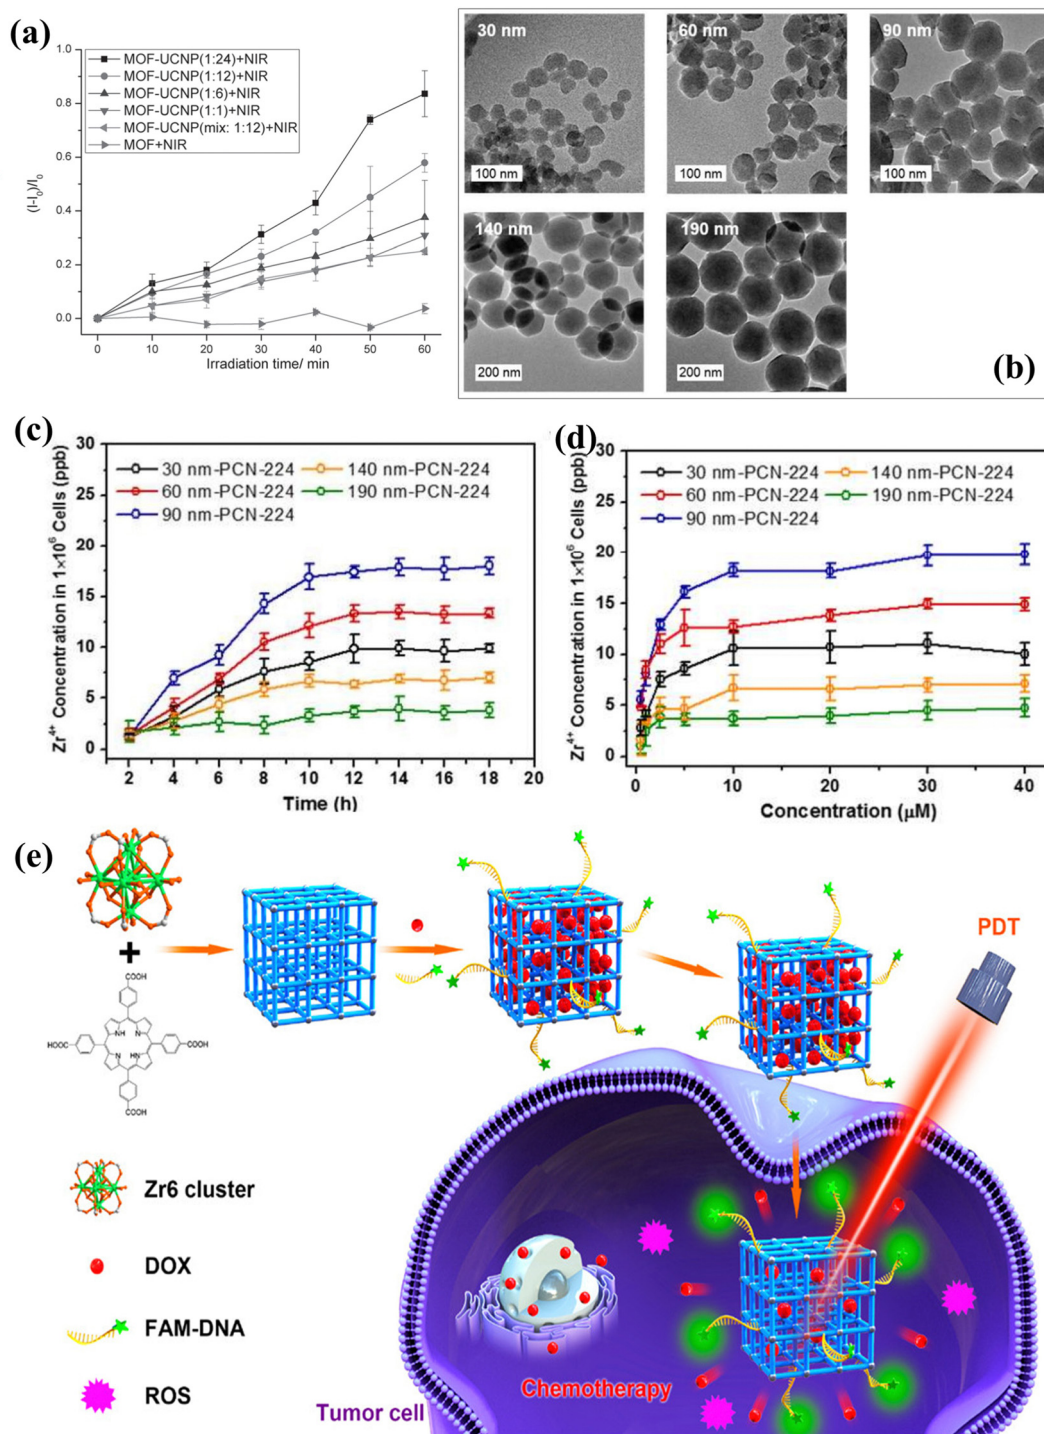 (a)
1.0
0.8
0.6
0.4
0.2
0.0
(I-I₀)/I₀
MOF-UCNP(1:24)+NIR
MOF-UCNP(1:12)+NIR
MOF-UCNP(1:6)+NIR
MOF-UCNP(1:1)+NIR
MOF-UCNP(mix: 1:12)+NIR
MOF+NIR
0 10 20 30 40 50 60
Irradiation time/ min
30 nm
100 nm
60 nm
100 nm
90 nm
100 nm
140 nm
200 nm
190 nm
200 nm
(b)
(c)
30
25
20
15
10
5
0
Zr⁴⁺ Concentration in 1×10⁶ Cells (ppb)
30 nm-PCN-224 140 nm-PCN-224
60 nm-PCN-224 190 nm-PCN-224
90 nm-PCN-224
2 4 6 8 10 12 14 16 18 20
Time (h)
(d)
30
25
20
15
10
5
0
Zr⁴⁺ Concentration in 1×10⁶ Cells (ppb)
30 nm-PCN-224 140 nm-PCN-224
60 nm-PCN-224 190 nm-PCN-224
90 nm-PCN-224
0 10 20 30 40
Concentration (μM)
(e)
+
COOH
HOOC
NH
N
N
HN
COOH
COOH
PDT
Zr6 cluster
DOX
FAM-DNA
ROS
Chemotherapy
Tumor cell